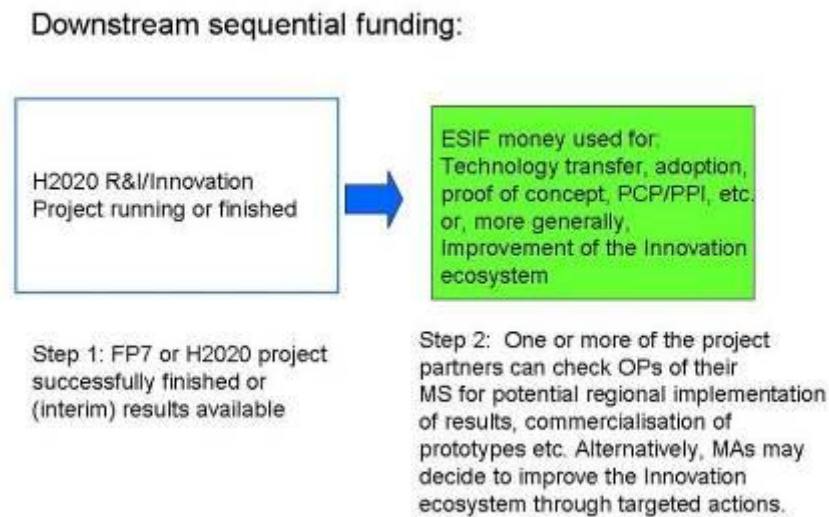 Downstream sequential funding:
H2020 R&I/Innovation
Project running or finished
ESIF money used for:
Technology transfer, adoption,
proof of concept, PCP/PPI, etc.
or, more generally,
Improvement of the Innovation
ecosystem
Step 1: FP7 or H2020 project
successfully finished or
(interim) results available
Step 2: One or more of the project
partners can check OPs of their
MS for potential regional implementation
of results, commercialisation of
prototypes etc. Alternatively, MAs may
decide to improve the Innovation
ecosystem through targeted actions.